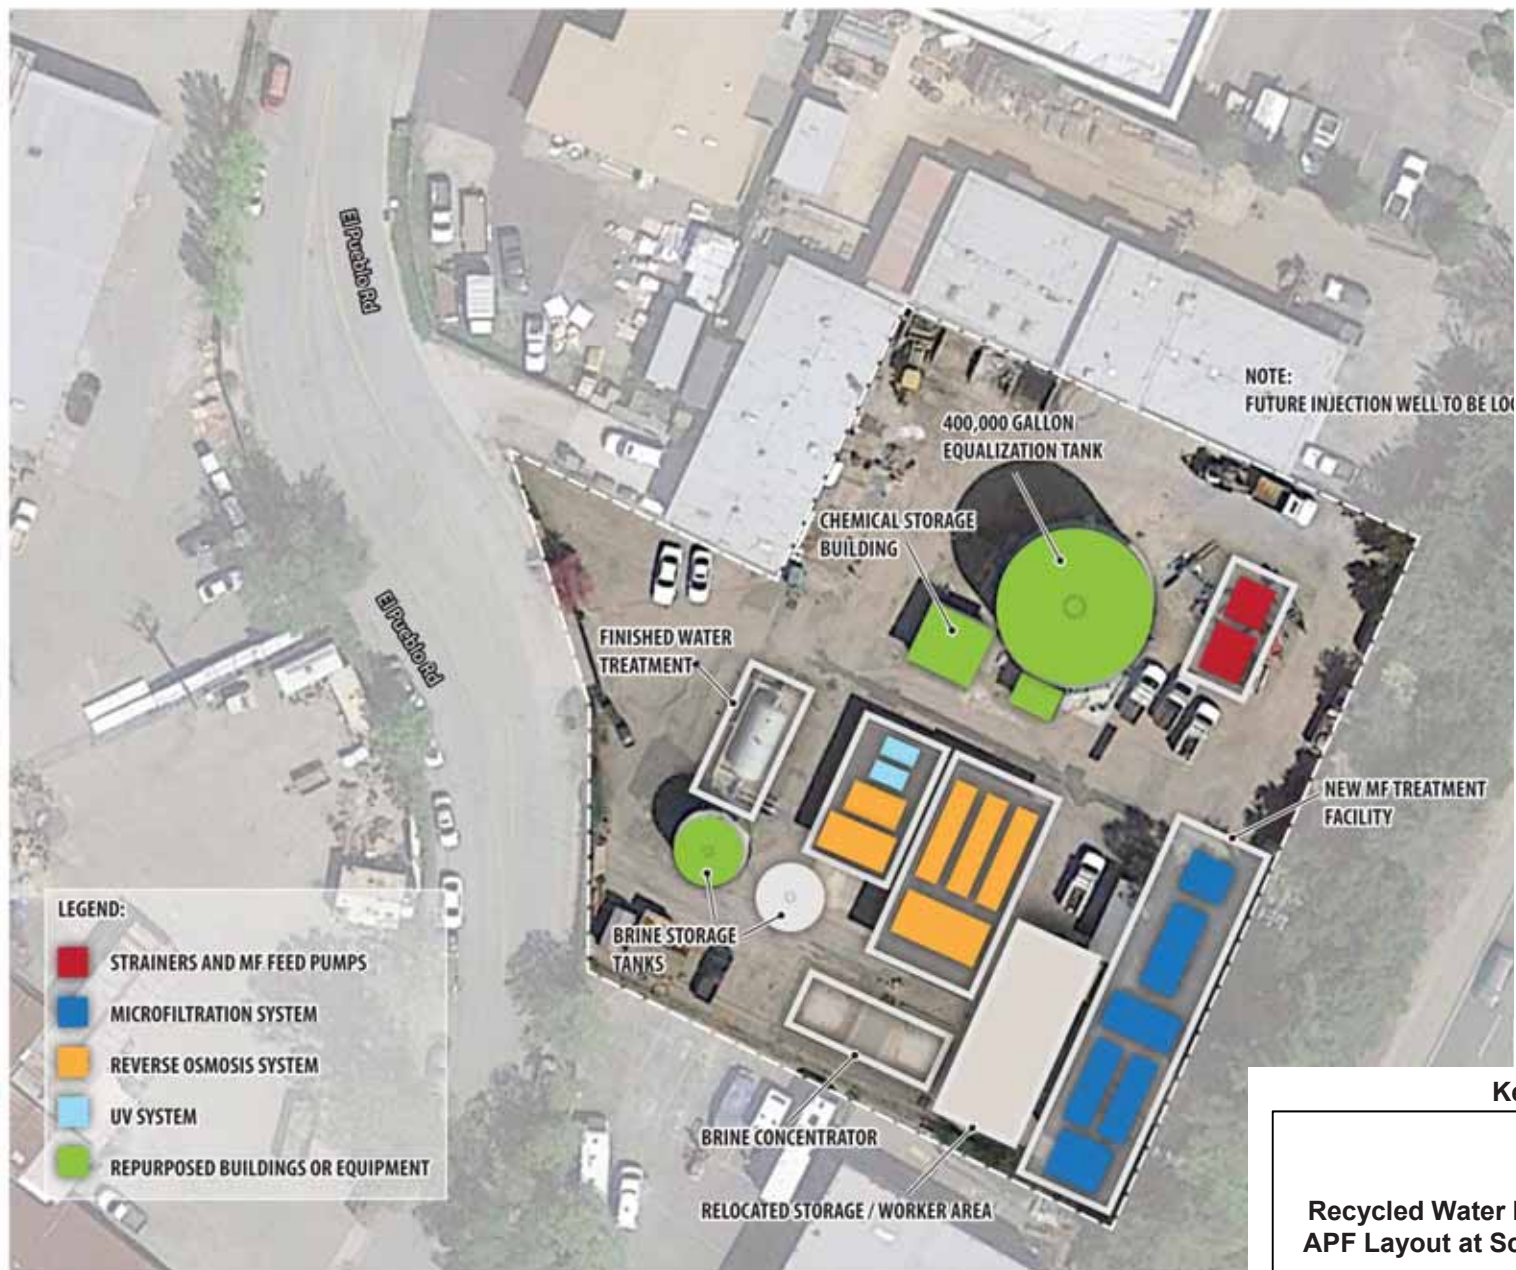 El Pueblo Rd
NOTE:
FUTURE INJECTION WELL TO BE LOC
400,000 GALLON
EQUALIZATION TANK
CHEMICAL STORAGE
BUILDING
El Pueblo Rd
FINISHED WATER
TREATMENT
NEW MF TREATMENT
FACILITY
LEGEND:
STRAINERS AND MF FEED PUMPS
MICROFILTRATION SYSTEM
REVERSE OSMOSIS SYSTEM
UV SYSTEM
REPURPOSED BUILDINGS OR EQUIPMENT
BRINE STORAGE
TANKS
BRINE CONCENTRATOR
RELOCATED STORAGE / WORKER AREA
Recycled Water
APF Layout at